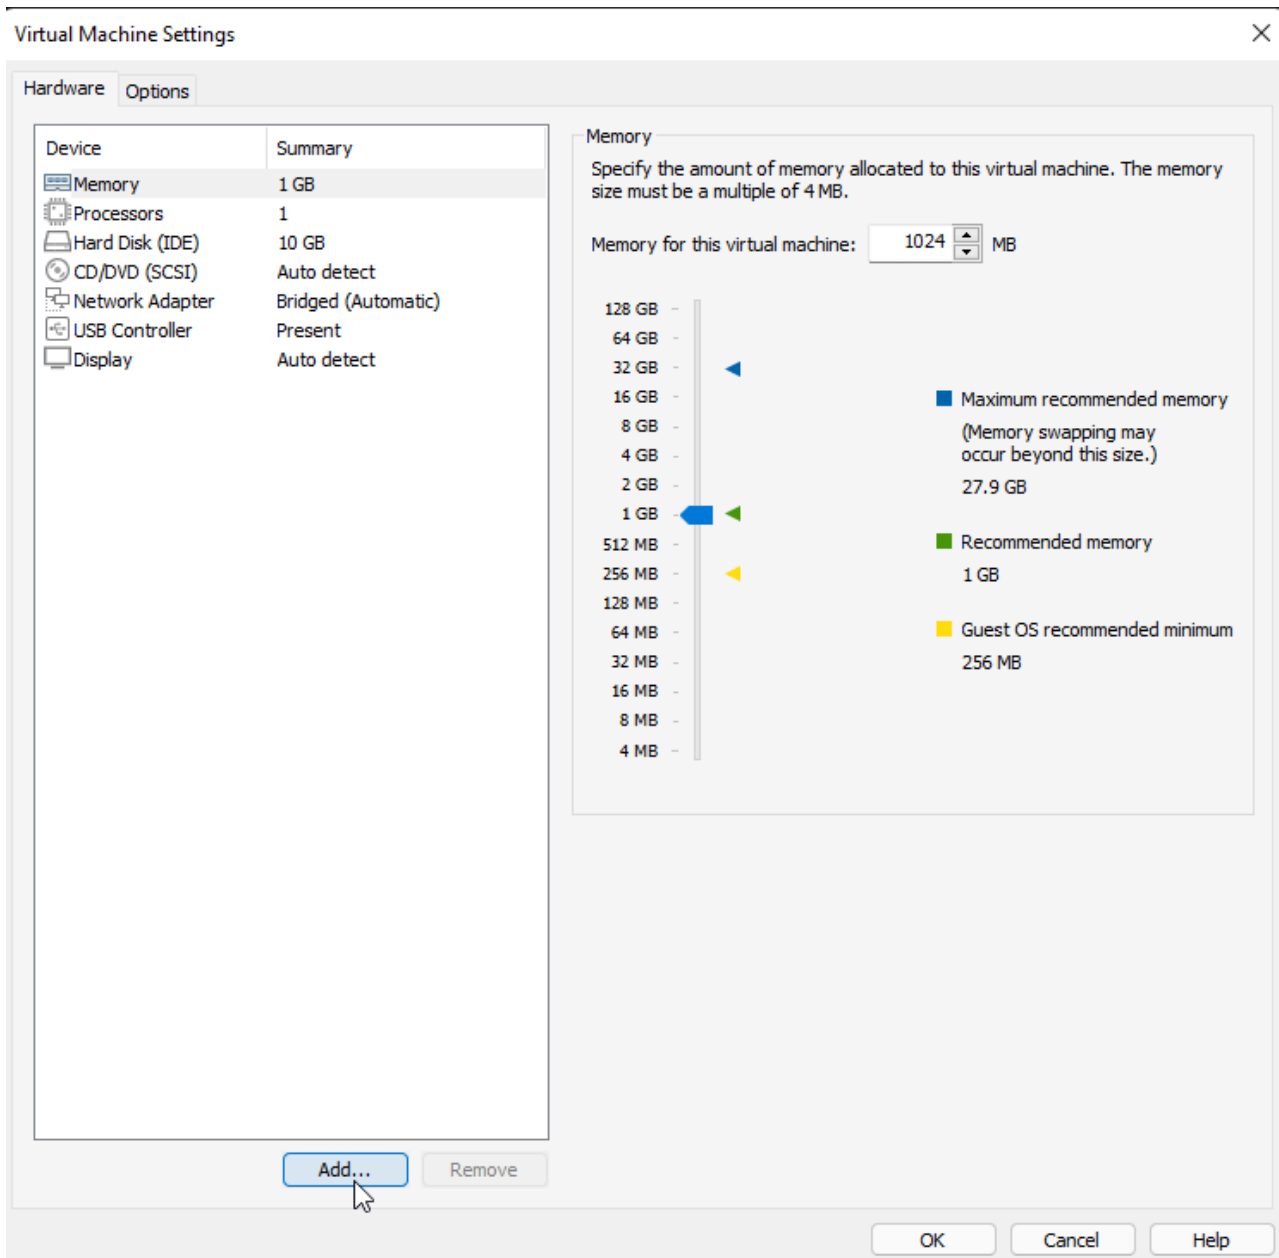 Virtual Machine Settings
Hardware
Options
Device Summary
Memory 1 GB
Processors 1
Hard Disk (IDE) 10 GB
CD/DVD (SCSI) Auto detect
Network Adapter Bridged (Automatic)
USB Controller Present
Display Auto detect
Add...
Remove
Memory
Specify the amount of memory allocated to this virtual machine. The memory
size must be a multiple of 4 MB.
Memory for this virtual machine: 1024 MB
128 GB
64 GB
32 GB
16 GB
8 GB
4 GB
2 GB
1 GB
512 MB
256 MB
128 MB
64 MB
32 MB
16 MB
8 MB
4 MB
Maximum recommended memory
(Memory swapping may
occur beyond this size.)
27.9 GB
Recommended memory
1 GB
Guest OS recommended minimum
256 MB
OK
Cancel
Help